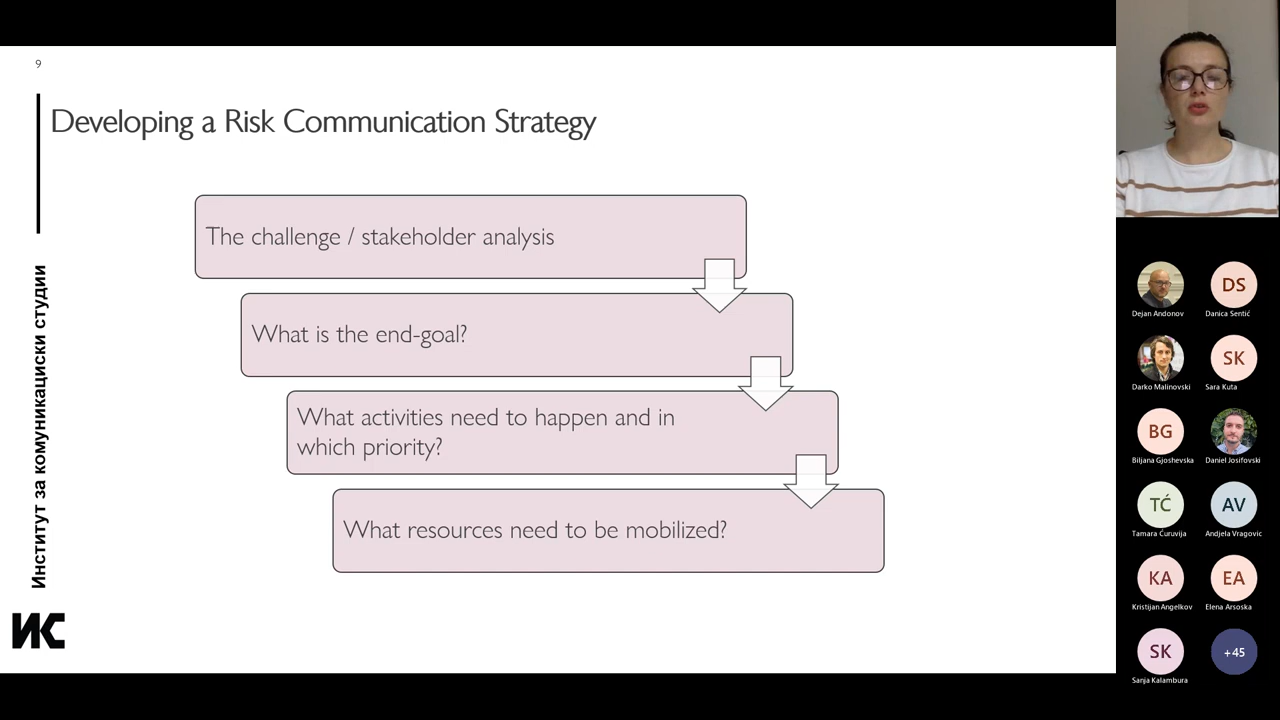 9
Developing a Risk Communication Strategy
The challenge / stakeholder analysis
What is the end-goal?
What activities need to happen and in
which priority?
What resources need to be mobilized?
Институт за комуникациски студии
ИС
Dejan Andonov
DS
Danica Sentić
Darko Malinovski
SK
Sara Kuta
BG
Biljana Gjoshevska
Daniel Josifovski
TĆ
Tamara Ćuruvija
AV
Andjela Vragovic
KA
Kristijan Angelkov
EA
Elena Arsoska
SK
Sanja Kalambura
+45